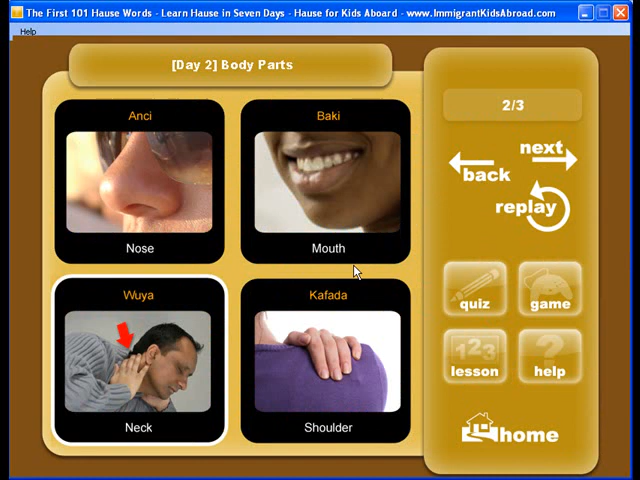 The First 101 Hause Words - Learn Hause in Seven Days - Hause for Kids Aboard - www.ImmigrantKidsAbroad.com
Help
[Day 2] Body Parts
Anci
Nose
Baki
Mouth
Wuya
Neck
Kafada
Shoulder
2/3
next
back
replay
quiz
game
123
lesson
?
help
home